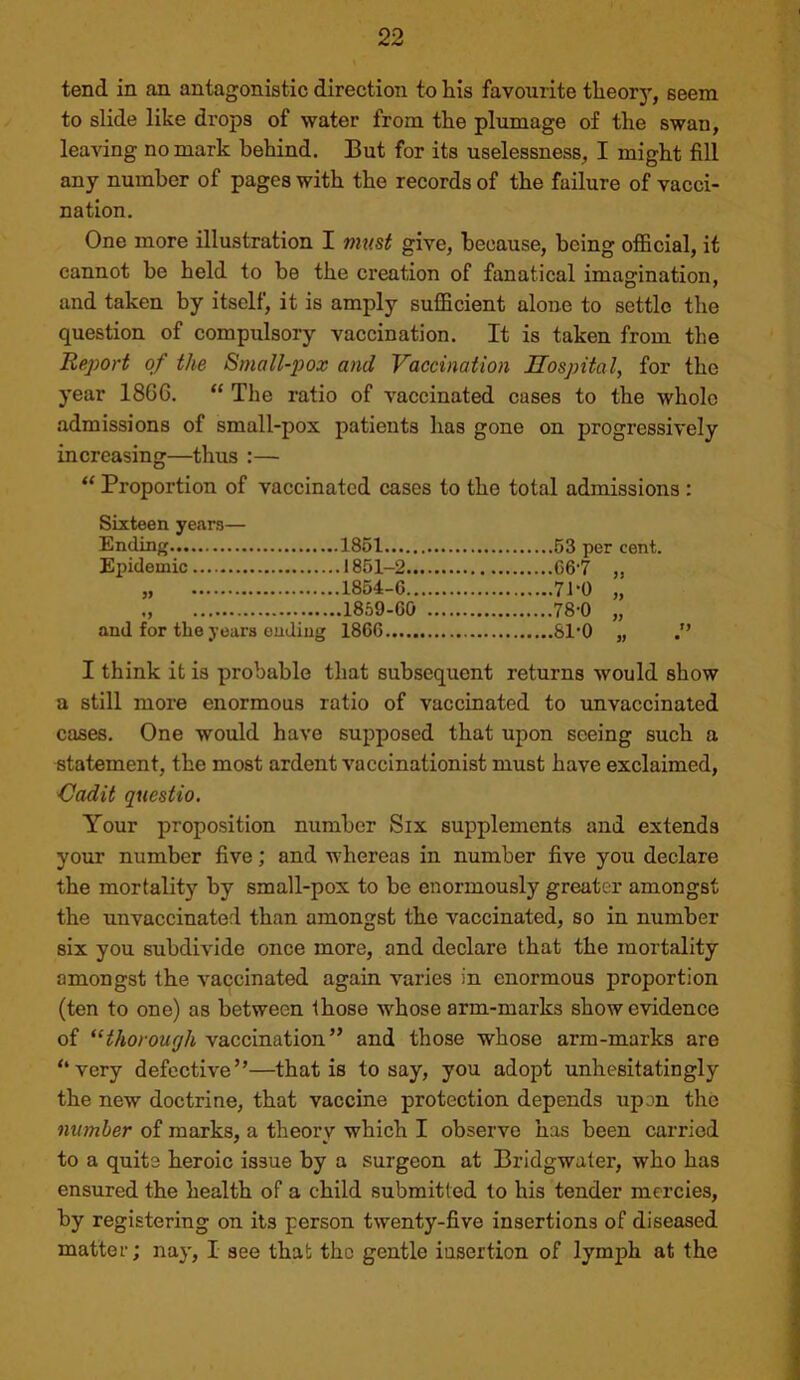 22
tend in an antagonistic direction to his favourite theory, seem
to slide like drops of water from the plumage of the swan,
leaving no mark behind. But for its uselessness, I might fill
any number of pages with the records of the failure of vacci-
nation.
One more illustration I must give, because, being official, it
cannot be held to be the creation of fanatical imagination,
and taken by itself, it is amply sufficient alone to settle the
question of compulsory vaccination. It is taken from the
Report of the Small-pox and Vaccination Hospital, for the
year 1866. “ The ratio of vaccinated cases to the whole
admissions of small-pox patients has gone on progressively
increasing—thus :—
“ Proportion of vaccinated cases to the total admissions :
Sixteen years—
Ending...........................1851...........................53 per cent.
Epidemic........................1851–2........................66·7 „
„ ........................1854-6........................71·0 „
„ ........................1859-60 ....................78·0 „
and for the years ending 1866...........................81·0 „ .”
I think it is probable that subsequent returns would show
a still more enormous ratio of vaccinated to unvaccinated
cases. One would have supposed that upon seeing such a
statement, the most ardent vaccinationist must have exclaimed,
Cadit questio.
Your proposition number Six supplements and extends
your number five ; and whereas in number five you declare
the mortality by small-pox to be enormously greater amongst
the unvaccinated than amongst the vaccinated, so in number
six you subdivide once more, and declare that the mortality
amongst the vaccinated again varies in enormous proportion
(ten to one) as between those whose arm-marks show evidence
of “thorough vaccination” and those whose arm-marks are
“very defective”—that is to say, you adopt unhesitatingly
the new doctrine, that vaccine protection depends upon the
number of marks, a theory which I observe has been carried
to a quite heroic issue by a surgeon at Bridgwater, who has
ensured the health of a child submitted to his tender mercies,
by registering on its person twenty-five insertions of diseased
matter ; nay, I see that the gentle insertion of lymph at the